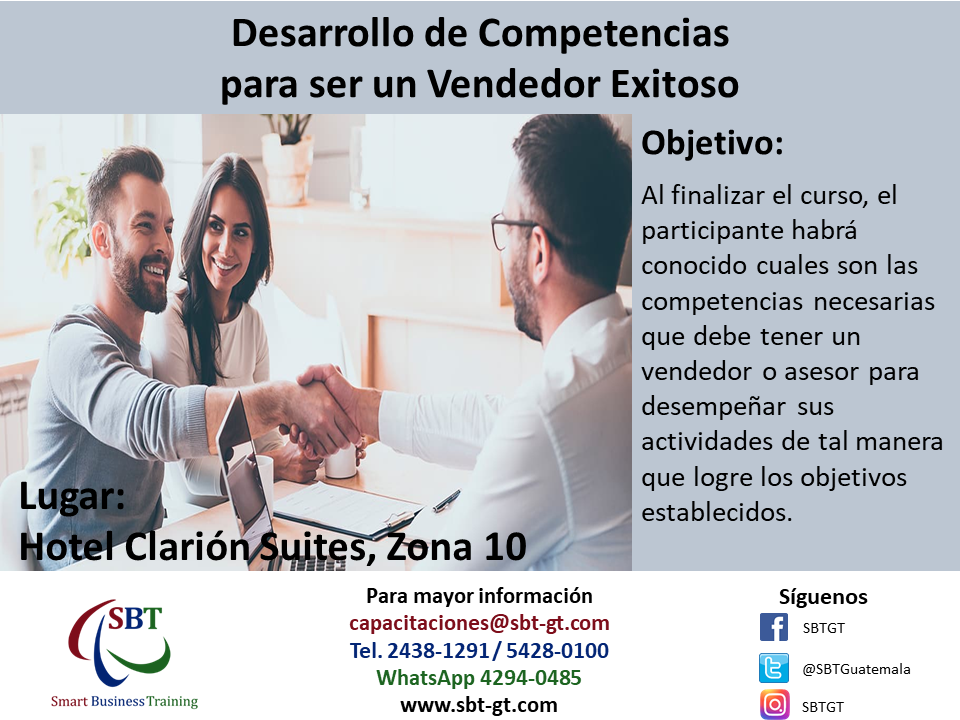 Desarrollo de Competencias
para ser un Vendedor Exitoso
Objetivo:
Al finalizar el curso, el
participante habrá
conocido cuales son las
competencias necesarias
que debe tener un
vendedor o asesor para
desempeñar sus
actividades de tal manera
que logre los objetivos
establecidos.
Lugar:
Hotel Clarión Suites, Zona 10
SBT
Smart Business Training
Para mayor información
capacitaciones@sbt-gt.com
Tel. 2438-1291/ 5428-0100
WhatsApp 4294-0485
www.sbt-gt.com
Síguenos
SBTGT
@SBTGuatemala
SBTGT